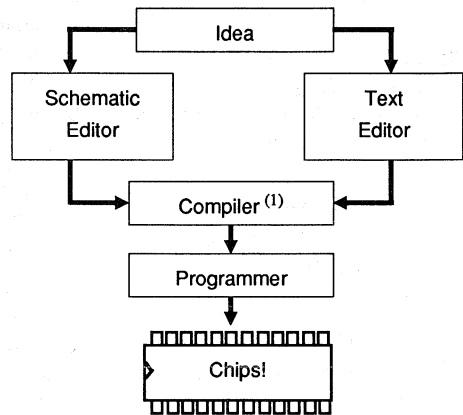 Idea
Schematic
Editor
Text
Editor
Compiler (1)
Programmer
Chips!